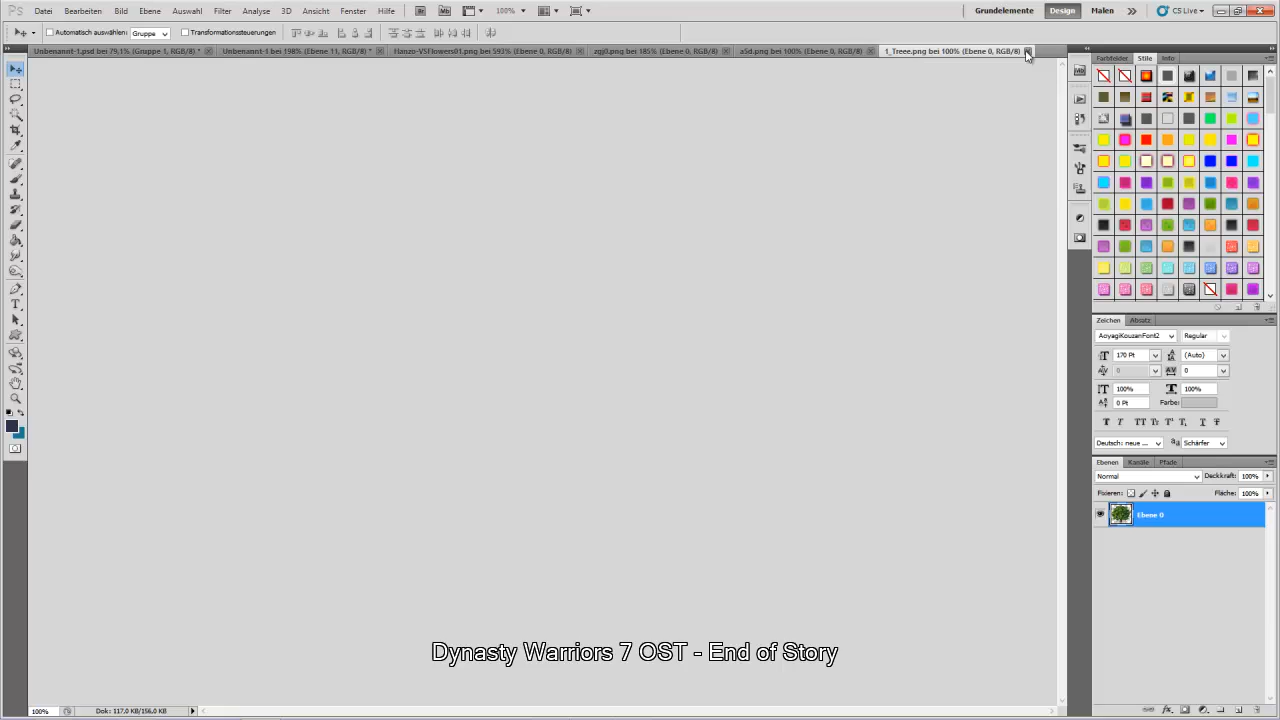 Ps Datei Bearbeiten Bild Ebene Auswahl Filter Analyse 3D Ansicht Fenster Hilfe Br Mb 100% Grundelemente Design Malen CS Live
Automatisch auswählen: Gruppe Transformationssteuerungen
Unbenannt-1.psd bei 79,1% (Gruppe 1, RGB/8) * Unbenannt-1 bei 198% (Ebene 11, RGB/8) * Hanzo-VSFlowers01.png bei 593% (Ebene 0, RGB/8) zgj0.png bei 185% (Ebene 0, RGB/8) a5d.png bei 100% (Ebene 0, RGB/8) 1_Treee.png bei 100% (Ebene 0, RGB/8)
Farbfelder Stile Info
Zeichen Absatz
AoyagiKouzanFont2 Regular
170 Pt (Auto)
0 0
100% 100%
0 Pt Farbe:
Deutsch: neue ... Schärfer
Ebenen Kanäle Pfade
Normal Deckkraft: 100%
Fixieren: Fläche: 100%
Ebene 0
Dynasty Warriors 7 OST - End of Story
100% Dok: 117.0 KB/156.0 KB